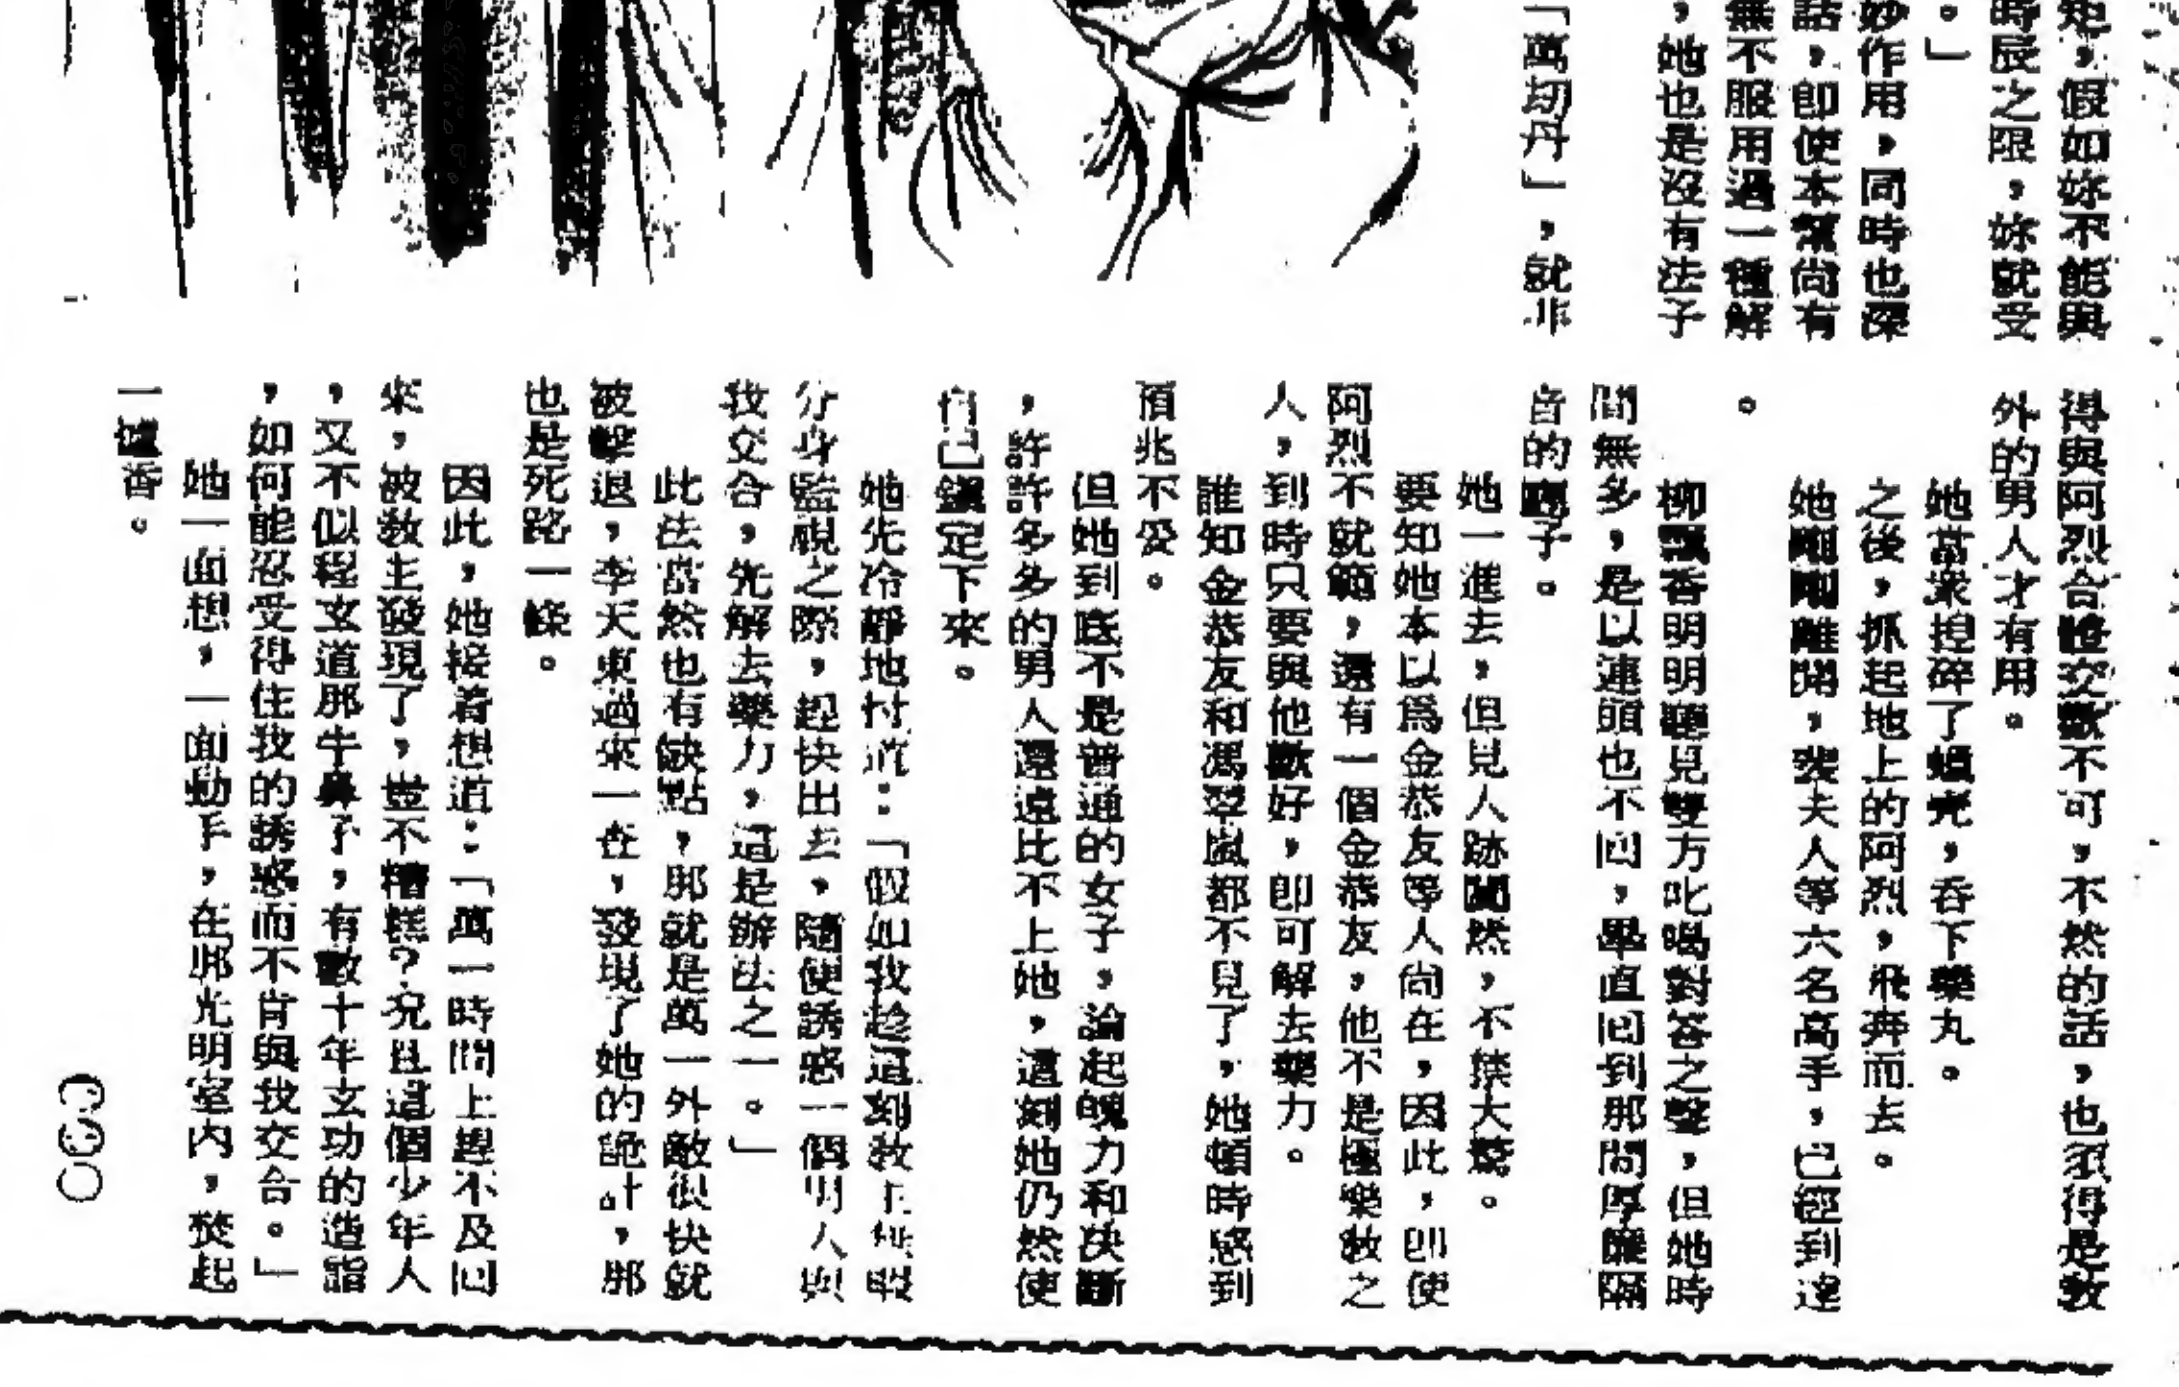 矩，假如妳不能與
時辰之限，妳就受
。」
妙作用，同時也深
話，卽使本幫尚有
無不服用過一種解
，她也是沒有法子
「萬刼丹」，就非
得與阿烈合體交歡不可，不然的話，也須得是敎
外的男人才有用。
她當衆揑碎了蠟壳，吞下藥丸。
之後，抓起地上的阿烈，飛奔而去。
她剛剛離開，裴夫人等六名高手，已經到達
。
柳飄香明明聽見雙方叱喝對答之聲，但她時
間無多，是以連頭也不回，畢直回到那間厚簾隔
音的屋子。
她一進去，但見人跡闃然，不禁大驚。
要知她本以爲金恭友等人尙在，因此，卽使
阿烈不就範，還有一個金恭友，他不是極樂敎之
人，到時只要與他歡好，卽可解去藥力。
誰知金恭友和馮翠嵐都不見了，她頓時感到
預兆不妥。
但她到底不是普通的女子，論起魄力和決斷
，許許多多的男人還遠比不上她，這刻她仍然使
自己鎭定下來。
她先冷靜地忖道：「假如我趁這刻敎主無暇
分身監視之際，趕快出去，隨便誘惑一個男人與
我交合，先解去藥力，這是辦法之一。」
此法當然也有缺點，那就是萬一外敵很快就
被擊退，李天東過來一查，發現了她的詭計，那
也是死路一條。
因此，她接着想道：「萬一時間上趕不及回
來，被敎主發現了，豈不糟糕？況且這個少年人
，又不似程玄道那牛鼻子，有數十年玄功的造詣
，如何能忍受得住我的誘惑而不肯與我交合。」
她一面想，一面動手，在那光明室內，焚起
一爐香。